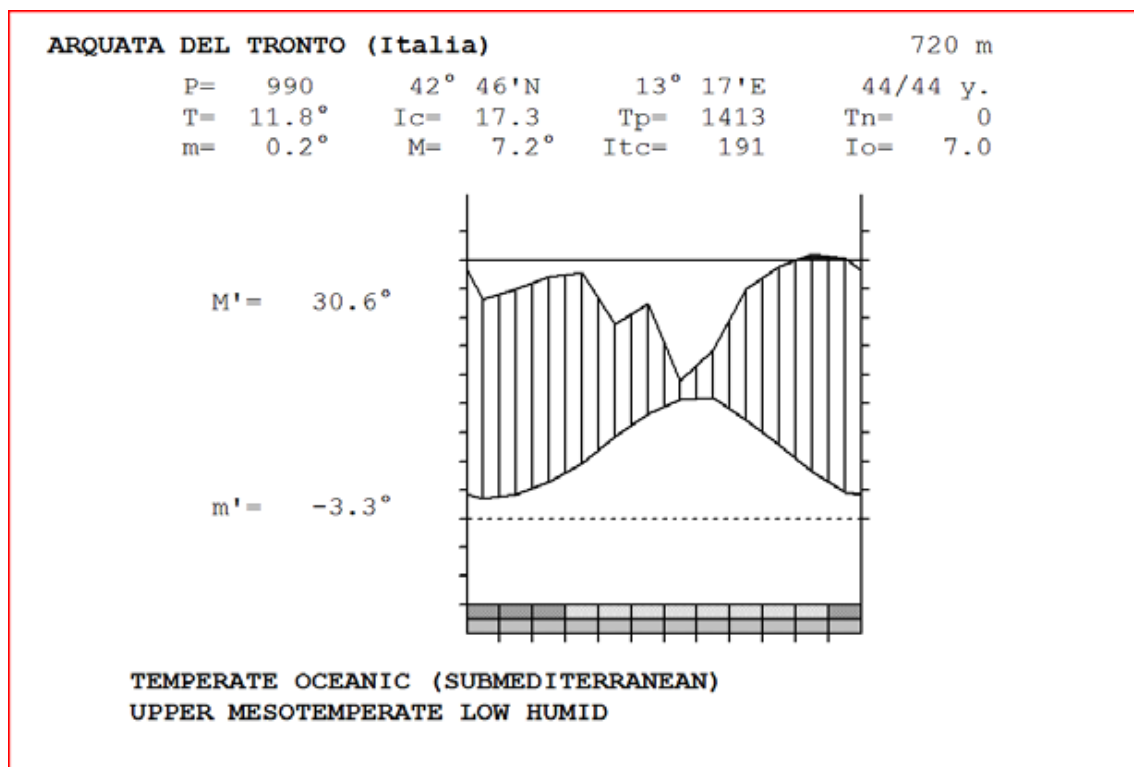 ARQUATA DEL TRONTO (Italia) 720 m
P= 990 42° 46'N 13° 17'E 44/44 y.
T= 11.8° Ic= 17.3 Tp= 1413 Tn= 0
m= 0.2° M= 7.2° Itc= 191 Io= 7.0
M'= 30.6°
m'= -3.3°
TEMPERATE OCEANIC (SUBMEDITERRANEAN)
UPPER MESOTEMPERATE LOW HUMID